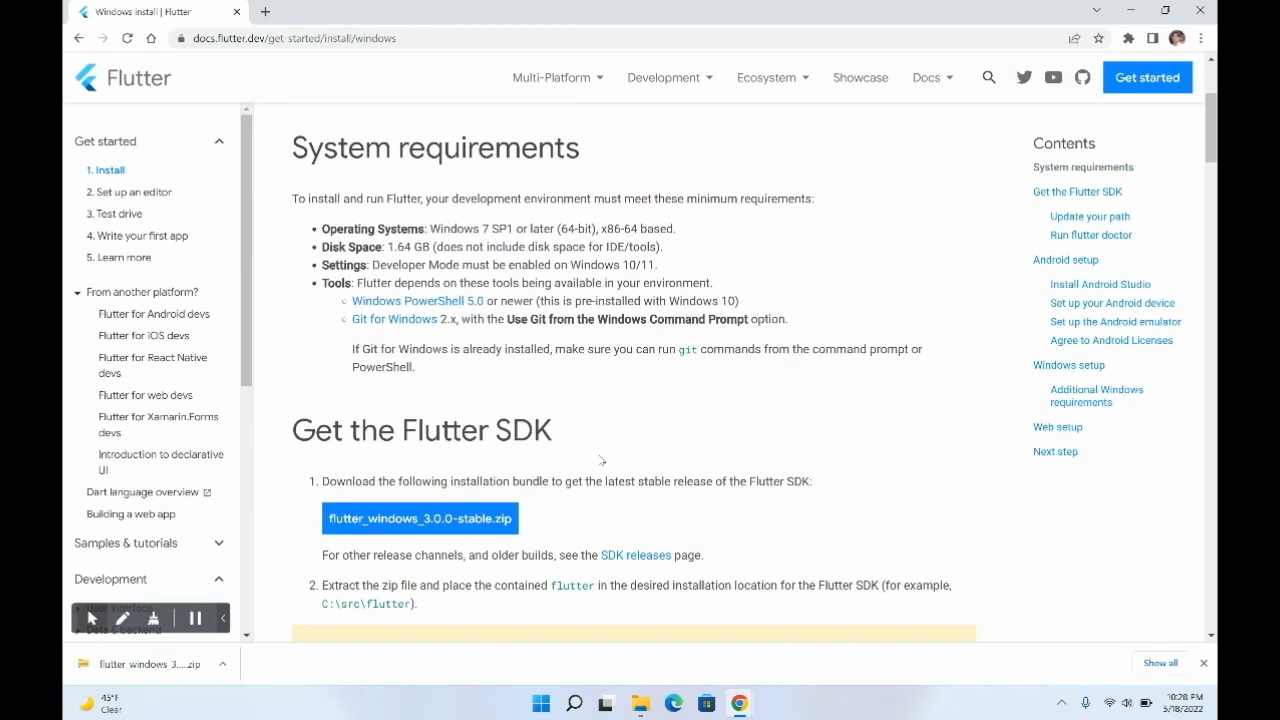 Windows install | Flutter
docs.flutter.dev/get-started/install/windows
Flutter
Multi-Platform
Development
Ecosystem
Showcase
Docs
Get started
Get started
1. Install
2. Set up an editor
3. Test drive
4. Write your first app
5. Learn more
From another platform?
Flutter for Android devs
Flutter for iOS devs
Flutter for React Native
devs
Flutter for web devs
Flutter for Xamarin.Forms
devs
Introduction to declarative
UI
Dart language overview
Building a web app
Samples & tutorials
Development
User interface
Data & backend
System requirements
To install and run Flutter, your development environment must meet these minimum requirements:
• Operating Systems: Windows 7 SP1 or later (64-bit), x86-64 based.
• Disk Space: 1.64 GB (does not include disk space for IDE/tools).
• Settings: Developer Mode must be enabled on Windows 10/11.
• Tools: Flutter depends on these tools being available in your environment.
◦ Windows PowerShell 5.0 or newer (this is pre-installed with Windows 10)
◦ Git for Windows 2.x, with the Use Git from the Windows Command Prompt option.
If Git for Windows is already installed, make sure you can run git commands from the command prompt or
PowerShell.
Get the Flutter SDK
1. Download the following installation bundle to get the latest stable release of the Flutter SDK:
flutter_windows_3.0.0-stable.zip
For other release channels, and older builds, see the SDK releases page.
2. Extract the zip file and place the contained flutter in the desired installation location for the Flutter SDK (for example,
C:\src\flutter).
Contents
System requirements
Get the Flutter SDK
Update your path
Run flutter doctor
Android setup
Install Android Studio
Set up your Android device
Set up the Android emulator
Agree to Android Licenses
Windows setup
Additional Windows
requirements
Web setup
Next step
flutter_windows_3....zip
Show all
45°F
Clear
10:28 PM
5/18/2022